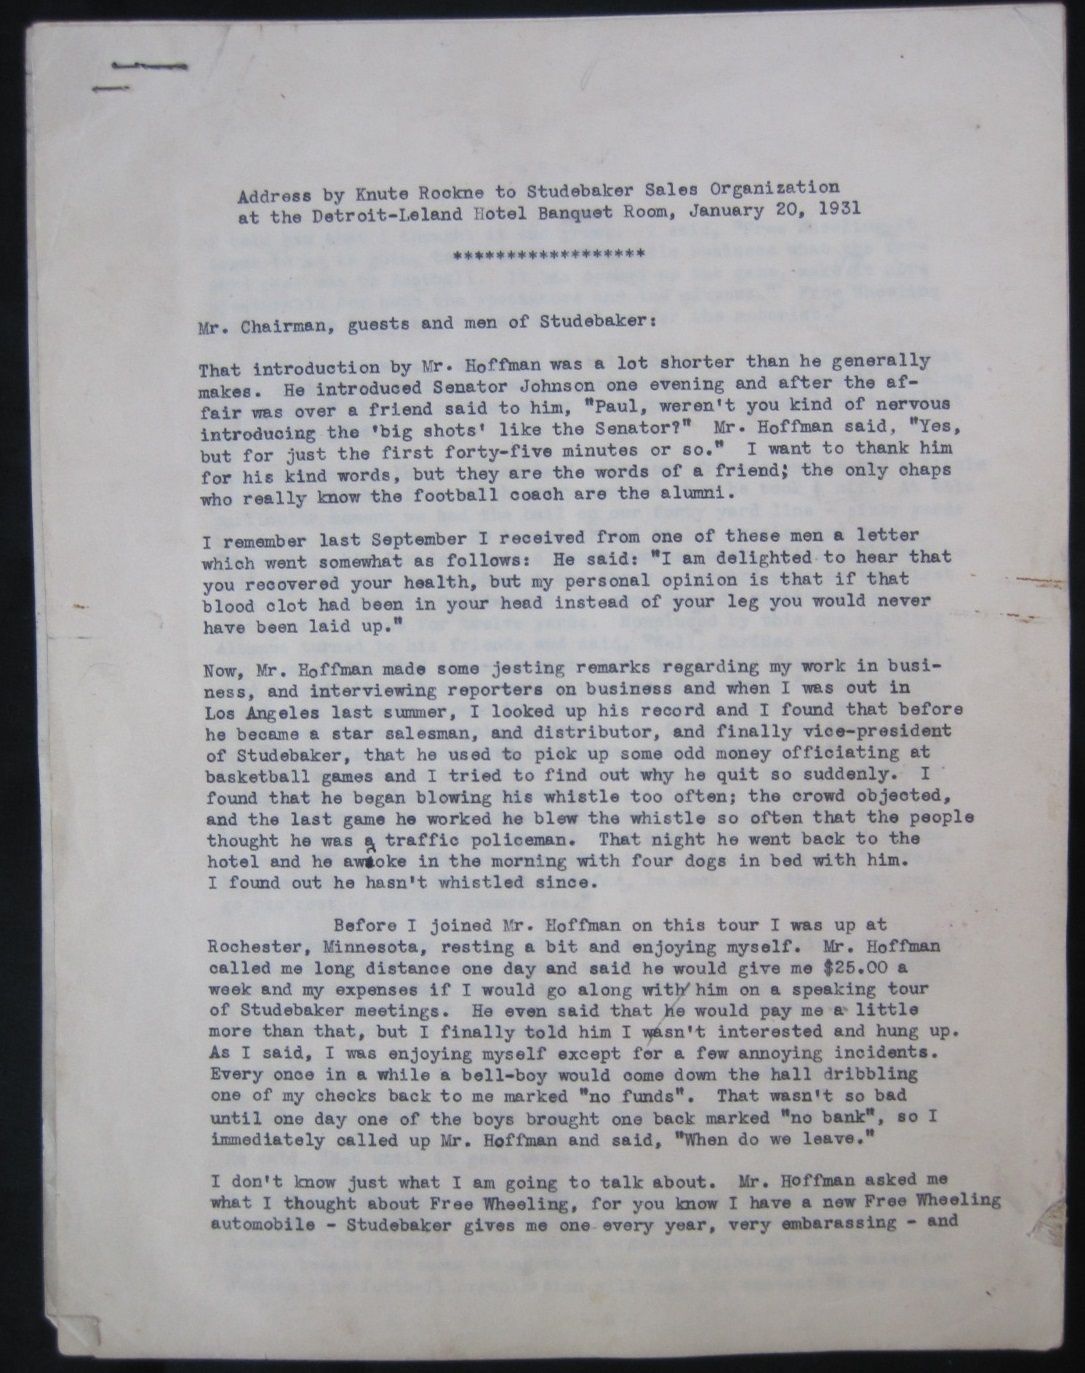 Address by Knute Rockne to Studebaker Sales Organization
at the Detroit-Leland Hotel Banquet Room, January 20, 1931
******************
Mr. Chairman, guests and men of Studebaker:
That introduction by Mr. Hoffman was a lot shorter than he generally
makes. He introduced Senator Johnson one evening and after the af-
fair was over a friend said to him, "Paul, weren't you kind of nervous
introducing the 'big shots' like the Senator?" Mr. Hoffman said, "Yes,
but for just the first forty-five minutes or so." I want to thank him
for his kind words, but they are the words of a friend; the only chaps
who really know the football coach are the alumni.
I remember last September I received from one of these men a letter
which went somewhat as follows: He said: "I am delighted to hear that
you recovered your health, but my personal opinion is that if that
blood clot had been in your head instead of your leg you would never
have been laid up."
Now, Mr. Hoffman made some jesting remarks regarding my work in busi-
ness, and interviewing reporters on business and when I was out in
Los Angeles last summer, I looked up his record and I found that before
he became a star salesman, and distributor, and finally vice-president
of Studebaker, that he used to pick up some odd money officiating at
basketball games and I tried to find out why he quit so suddenly. I
found that he began blowing his whistle too often; the crowd objected,
and the last game he worked he blew the whistle so often that the people
thought he was a traffic policeman. That night he went back to the
hotel and he awoke in the morning with four dogs in bed with him.
I found out he hasn't whistled since.
Before I joined Mr. Hoffman on this tour I was up at
Rochester, Minnesota, resting a bit and enjoying myself. Mr. Hoffman
called me long distance one day and said he would give me $25.00 a
week and my expenses if I would go along with him on a speaking tour
of Studebaker meetings. He even said that he would pay me a little
more than that, but I finally told him I wasn't interested and hung up.
As I said, I was enjoying myself except for a few annoying incidents.
Every once in a while a bell-boy would come down the hall dribbling
one of my checks back to me marked "no funds". That wasn't so bad
until one day one of the boys brought one back marked "no bank", so I
immediately called up Mr. Hoffman and said, "When do we leave."
I don't know just what I am going to talk about. Mr. Hoffman asked me
what I thought about Free Wheeling, for you know I have a new Free Wheeling
automobile - Studebaker gives me one every year, very embarassing - and